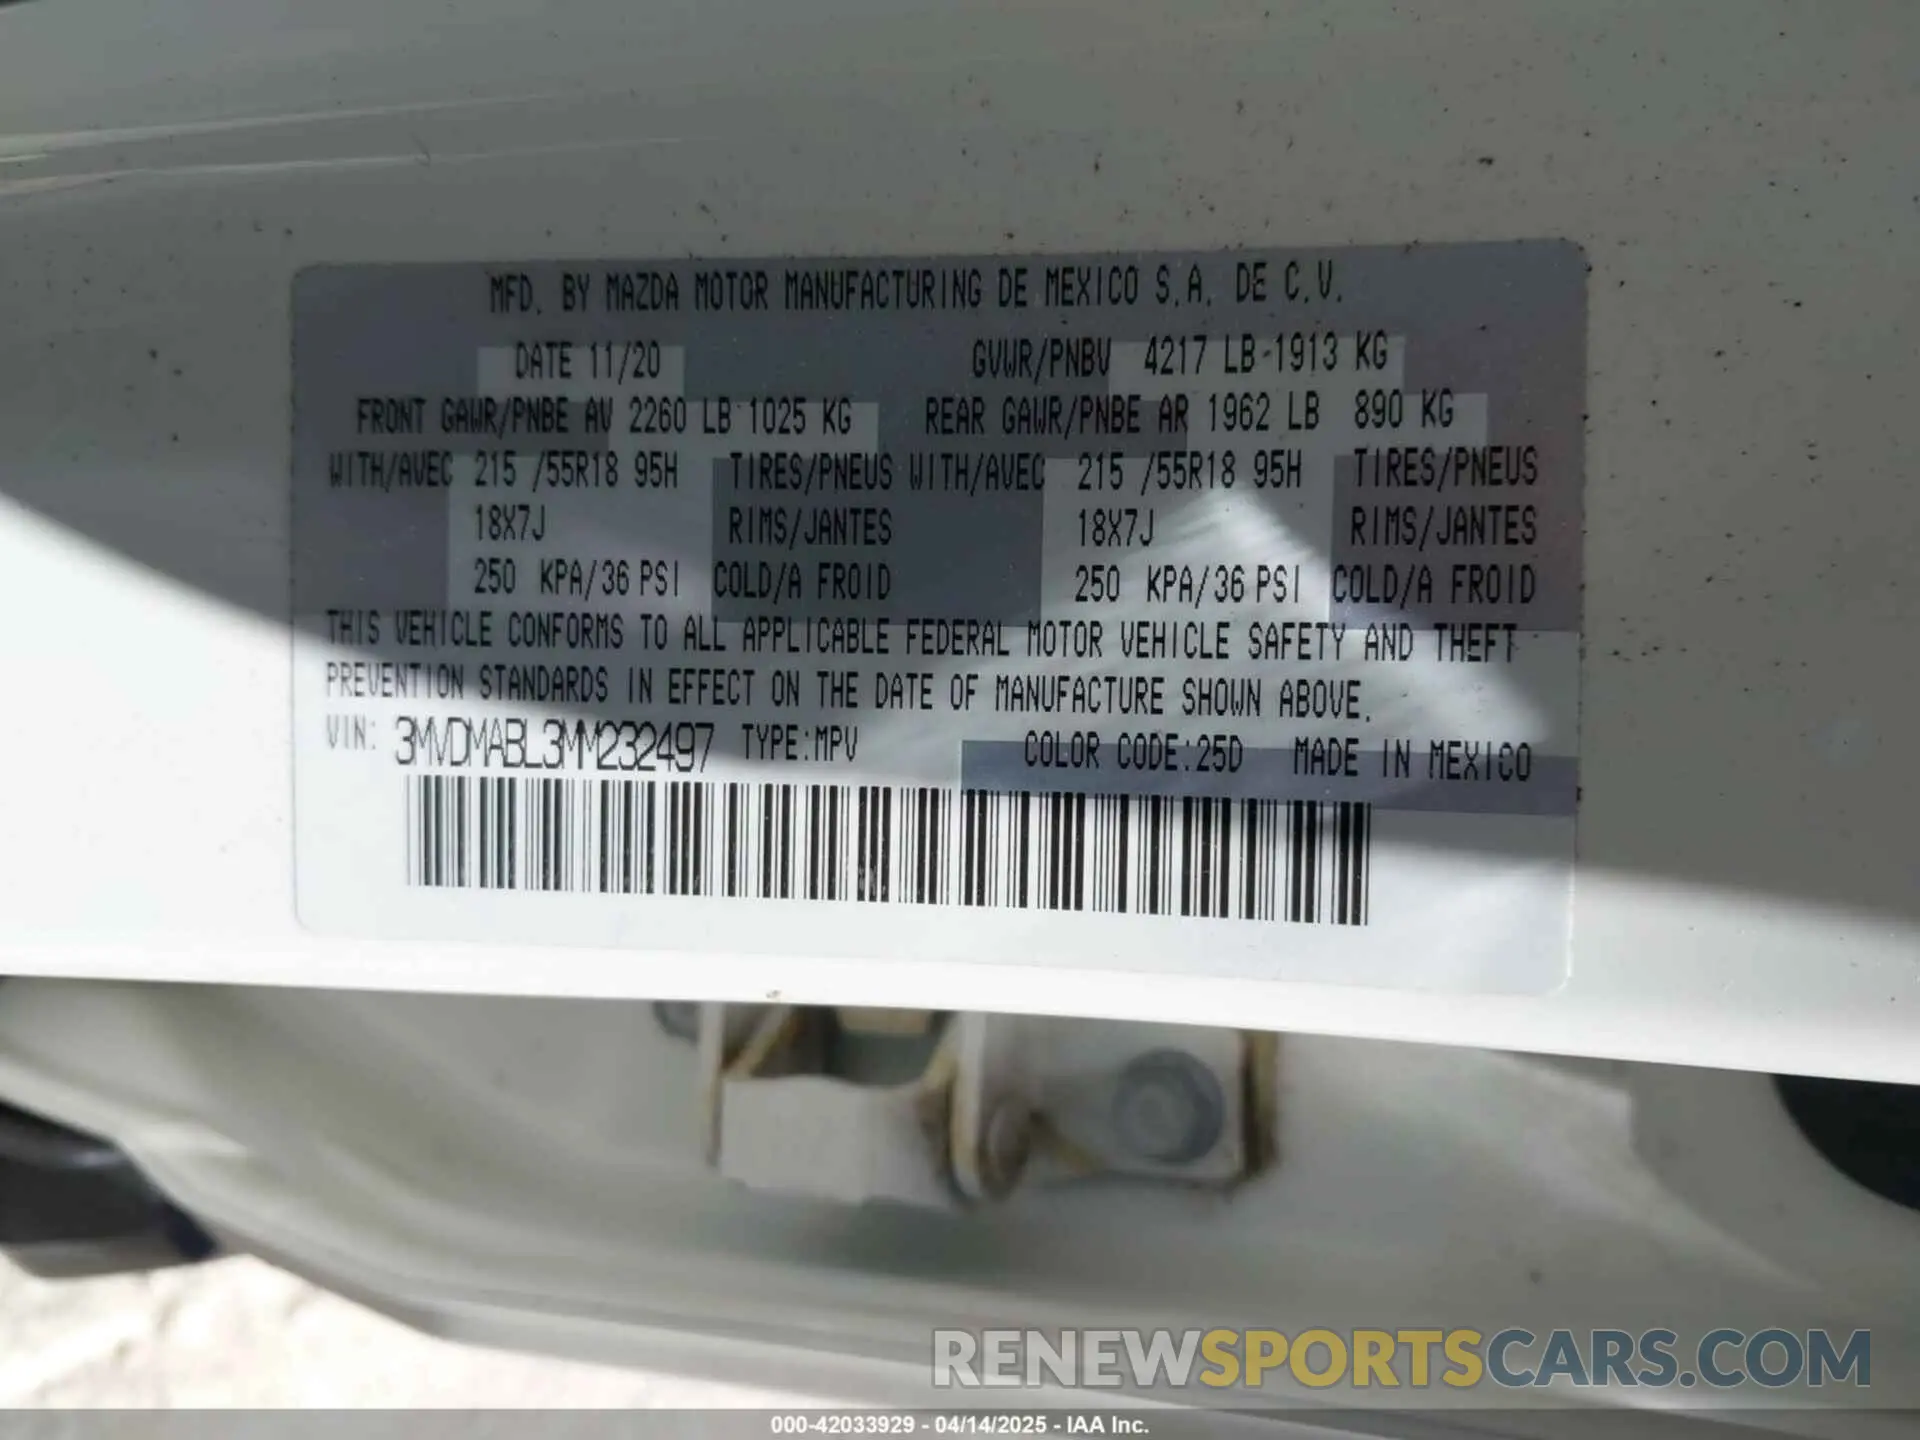 MFD. BY MAZDA MOTOR MANUFACTURING DE MEXICO S.A. DE C.V.
DATE 11/20 GVWR/PNBV 4217 LB-1913 KG
FRONT GAWR/PNBE AV 2260 LB 1025 KG REAR GAWR/PNBE AR 1962 LB 890 KG
WITH/AVEC 215 /55R18 95H TIRES/PNEUS WITH/AVEC 215 /55R18 95H TIRES/PNEUS
18X7J RIMS/JANTES 18X7J RIMS/JANTES
250 KPA/36 PSI COLD/A FROID 250 KPA/36 PSI COLD/A FROID
THIS VEHICLE CONFORMS TO ALL APPLICABLE FEDERAL MOTOR VEHICLE SAFETY AND THEFT
PREVENTION STANDARDS IN EFFECT ON THE DATE OF MANUFACTURE SHOWN ABOVE.
VIN: 3MVDMABL3MM232497 TYPE:MPV COLOR CODE:25D MADE IN MEXICO
RENEWSPORTSCARS.COM
000-42033929 - 04/14/2025 - IAA Inc.